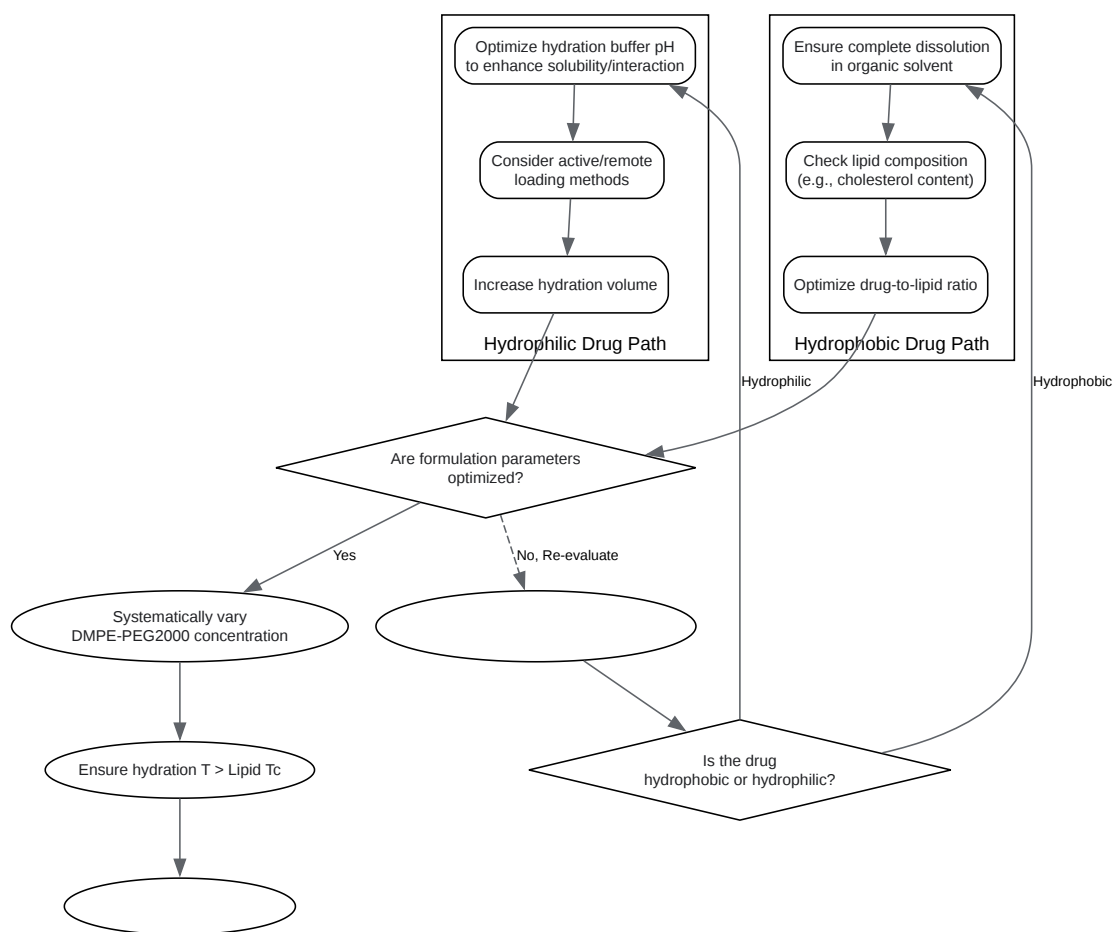 Optimize hydration buffer pH
to enhance solubility/interaction
Consider active/remote
loading methods
Increase hydration volume
Hydrophilic Drug Path
Ensure complete dissolution
in organic solvent
Check lipid composition
(e.g., cholesterol content)
Optimize drug-to-lipid ratio
Hydrophobic Drug Path
Hydrophilic
Hydrophobic
Are formulation parameters
optimized?
Yes
No, Re-evaluate
Systematically vary
DMPE-PEG2000 concentration
Ensure hydration T > Lipid Tc
Is the drug
hydrophobic or hydrophilic?